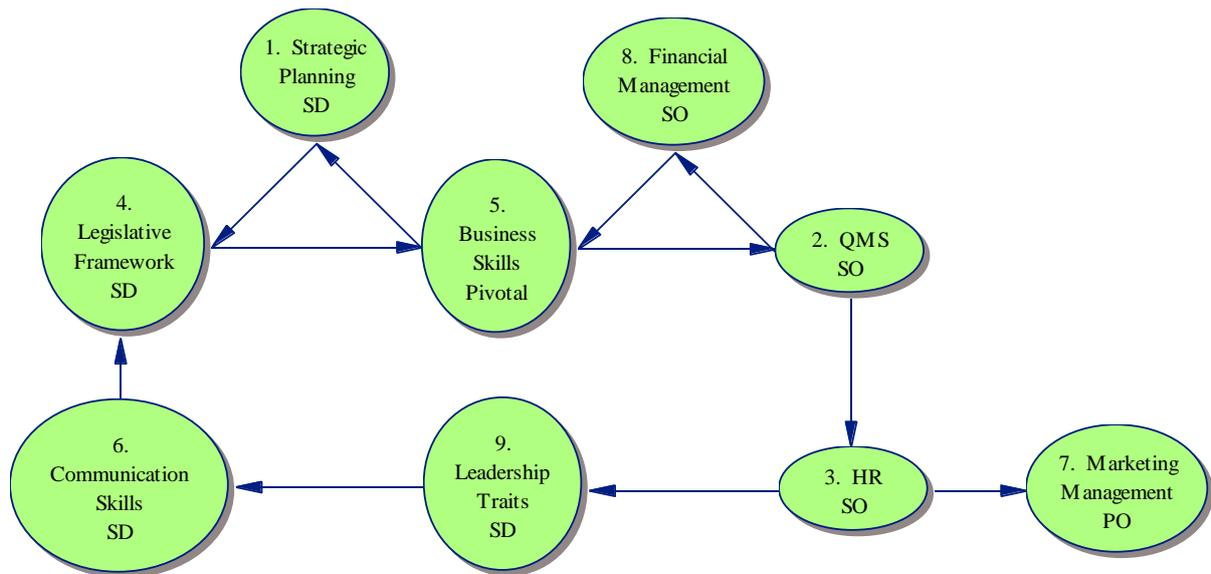 1. Strategic
Planning
SD
8. Financial
Management
SO
4.
Legislative
Framework
SD
5.
Business
Skills
Pivotal
2. QMS
SO
6.
Communication
Skills
SD
9.
Leadership
Traits
SD
3. HR
SO
7. Marketing
Management
PO